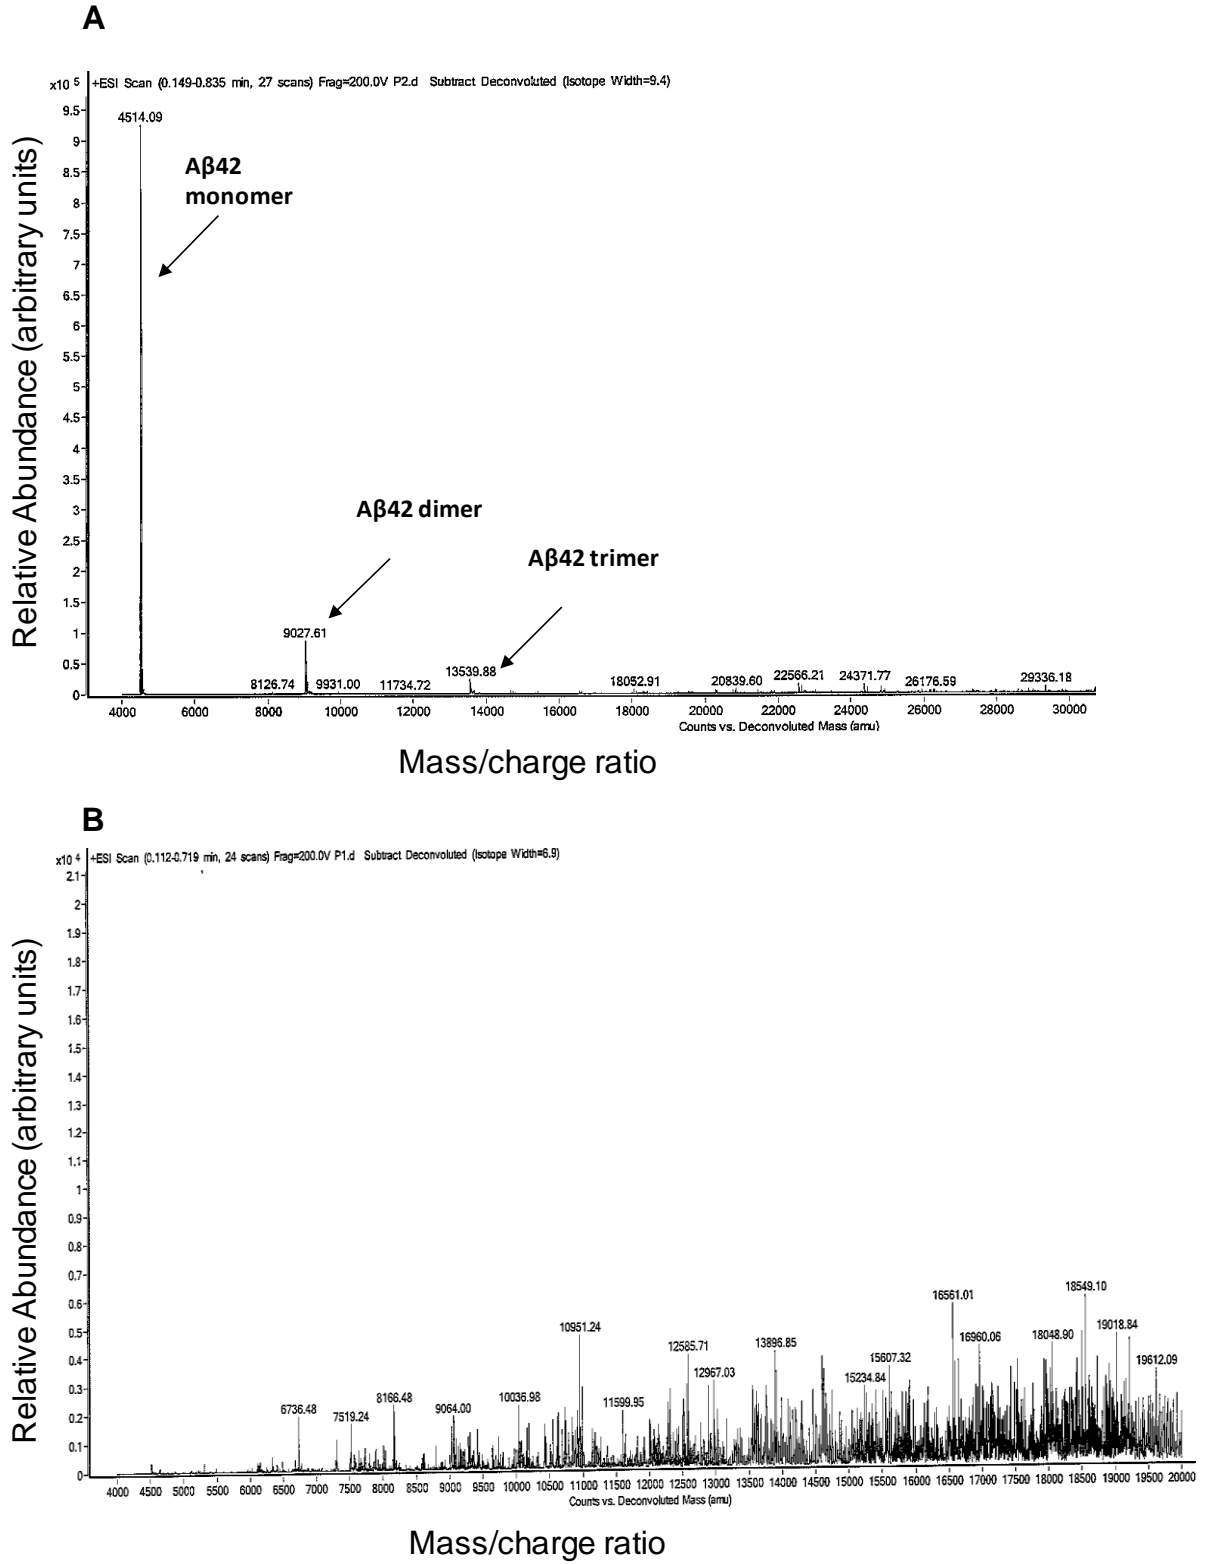 A
x10 5 +ESI Scan (0.149-0.835 min, 27 scans) Frag=200.0V P2.d Subtract Deconvoluted (Isotope Width=9.4)
Relative Abundance (arbitrary units)
9.5
9
8.5
8
7.5
7
6.5
6
5.5
5
4.5
4
3.5
3
2.5
2
1.5
1
0.5
0
4514.09
Aβ42
monomer
Aβ42 dimer
Aβ42 trimer
9027.61
8126.74 9931.00 11734.72 13539.88 18052.91 20839.60 22566.21 24371.77 26176.59 29336.18
4000 6000 8000 10000 12000 14000 16000 18000 20000 22000 24000 26000 28000 30000
Counts vs. Deconvoluted Mass (amu)
Mass/charge ratio
B
x10 4 +ESI Scan (0.112-0.719 min, 24 scans) Frag=200.0V P1.d Subtract Deconvoluted (Isotope Width=6.9)
Relative Abundance (arbitrary units)
2.1
2
1.9
1.8
1.7
1.6
1.5
1.4
1.3
1.2
1.1
1
0.9
0.8
0.7
0.6
0.5
0.4
0.3
0.2
0.1
0
6736.48 7519.24 8166.48 9064.00 10036.98 10951.24 11599.95 12585.71 12967.03 13896.85 15234.84 15607.32 16561.01 16960.06 18048.90 18549.10 19018.84 19612.09
4000 4500 5000 5500 6000 6500 7000 7500 8000 8500 9000 9500 10000 10500 11000 11500 12000 12500 13000 13500 14000 14500 15000 15500 16000 16500 17000 17500 18000 18500 19000 19500 20000
Counts vs. Deconvoluted Mass (amu)
Mass/charge ratio